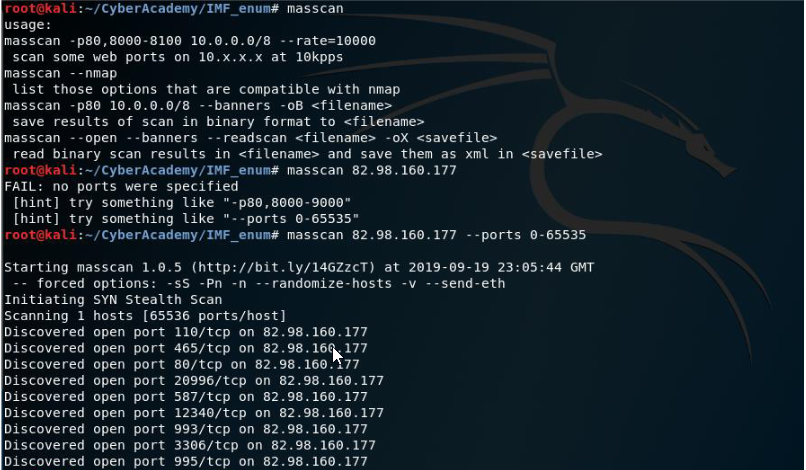 root@kali:~/CyberAcademy/IMF_enum# masscan
usage:
masscan -p80,8000-8100 10.0.0.0/8 --rate=10000
 scan some web ports on 10.x.x.x at 10kpps
masscan --nmap
 list those options that are compatible with nmap
masscan -p80 10.0.0.0/8 --banners -oB <filename>
 save results of scan in binary format to <filename>
masscan --open --banners --readscan <filename> -oX <savefile>
 read binary scan results in <filename> and save them as xml in <savefile>
root@kali:~/CyberAcademy/IMF_enum# masscan 82.98.160.177
FAIL: no ports were specified
 [hint] try something like "-p80,8000-9000"
 [hint] try something like "--ports 0-65535"
root@kali:~/CyberAcademy/IMF_enum# masscan 82.98.160.177 --ports 0-65535

Starting masscan 1.0.5 (http://bit.ly/14GZzcT) at 2019-09-19 23:05:44 GMT
 -- forced options: -sS -Pn -n --randomize-hosts -v --send-eth
Initiating SYN Stealth Scan
Scanning 1 hosts [65536 ports/host]
Discovered open port 110/tcp on 82.98.160.177
Discovered open port 465/tcp on 82.98.160.177
Discovered open port 80/tcp on 82.98.160.177
Discovered open port 20996/tcp on 82.98.160.177
Discovered open port 587/tcp on 82.98.160.177
Discovered open port 12340/tcp on 82.98.160.177
Discovered open port 993/tcp on 82.98.160.177
Discovered open port 3306/tcp on 82.98.160.177
Discovered open port 995/tcp on 82.98.160.177